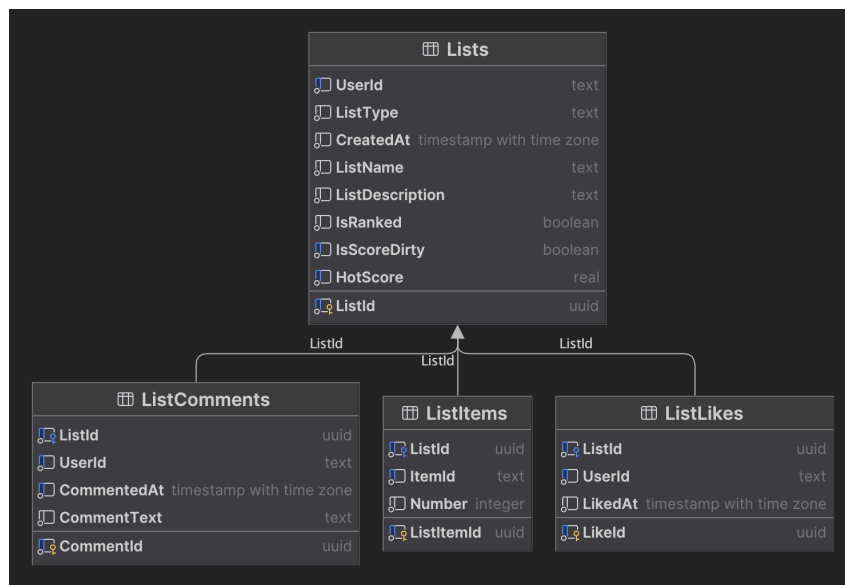 Lists
UserId text
ListType text
CreatedAt timestamp with time zone
ListName text
ListDescription text
IsRanked boolean
IsScoreDirty boolean
HotScore real
ListId uuid
ListId
ListId
ListId
ListComments
ListId uuid
UserId text
CommentedAt timestamp with time zone
CommentText text
CommentId uuid
ListItems
ListId uuid
ItemId text
Number integer
ListItemId uuid
ListLikes
ListId uuid
UserId text
LikedAt timestamp with time zone
LikeId uuid